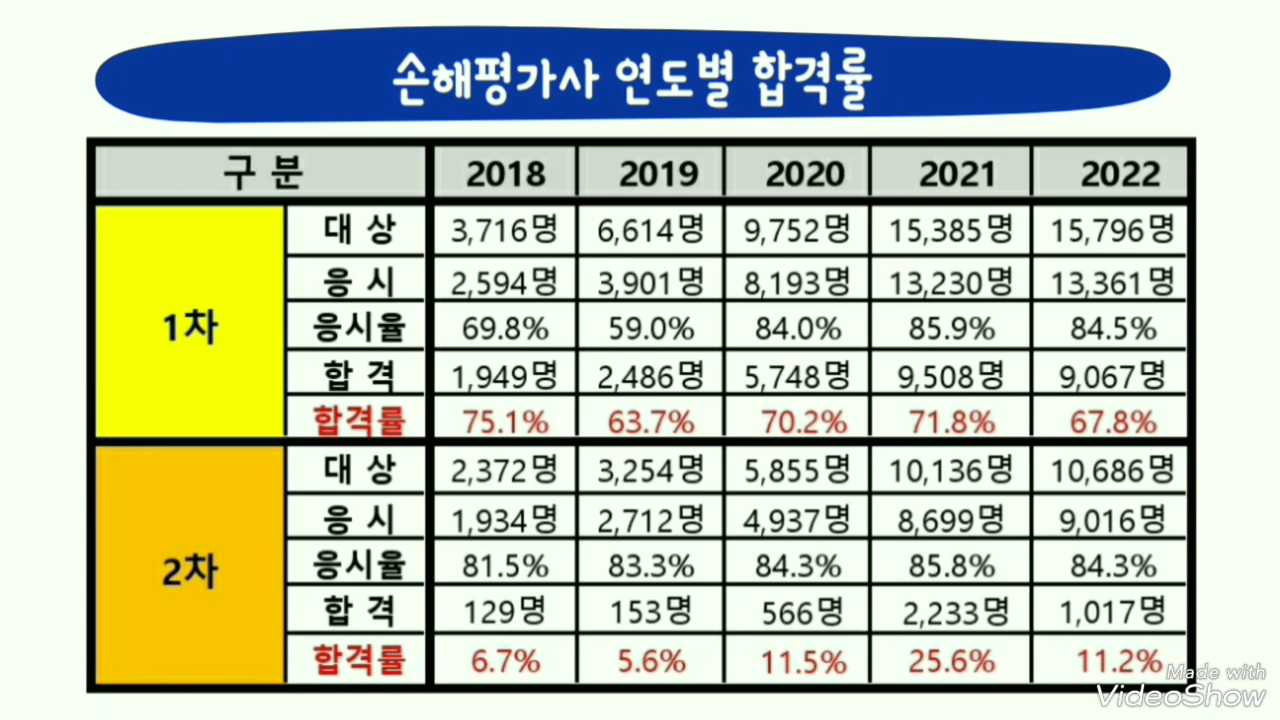 손해평가사 연도별 합격률
구 분 2018 2019 2020 2021 2022
1차
대 상 3,716명 6,614명 9,752명 15,385명 15,796명
응 시 2,594명 3,901명 8,193명 13,230명 13,361명
응시율 69.8% 59.0% 84.0% 85.9% 84.5%
합 격 1,949명 2,486명 5,748명 9,508명 9,067명
합격률 75.1% 63.7% 70.2% 71.8% 67.8%
2차
대 상 2,372명 3,254명 5,855명 10,136명 10,686명
응 시 1,934명 2,712명 4,937명 8,699명 9,016명
응시율 81.5% 83.3% 84.3% 85.8% 84.3%
합 격 129명 153명 566명 2,233명 1,017명
합격률 6.7% 5.6% 11.5% 25.6% 11.2%
Made with
VideoShow